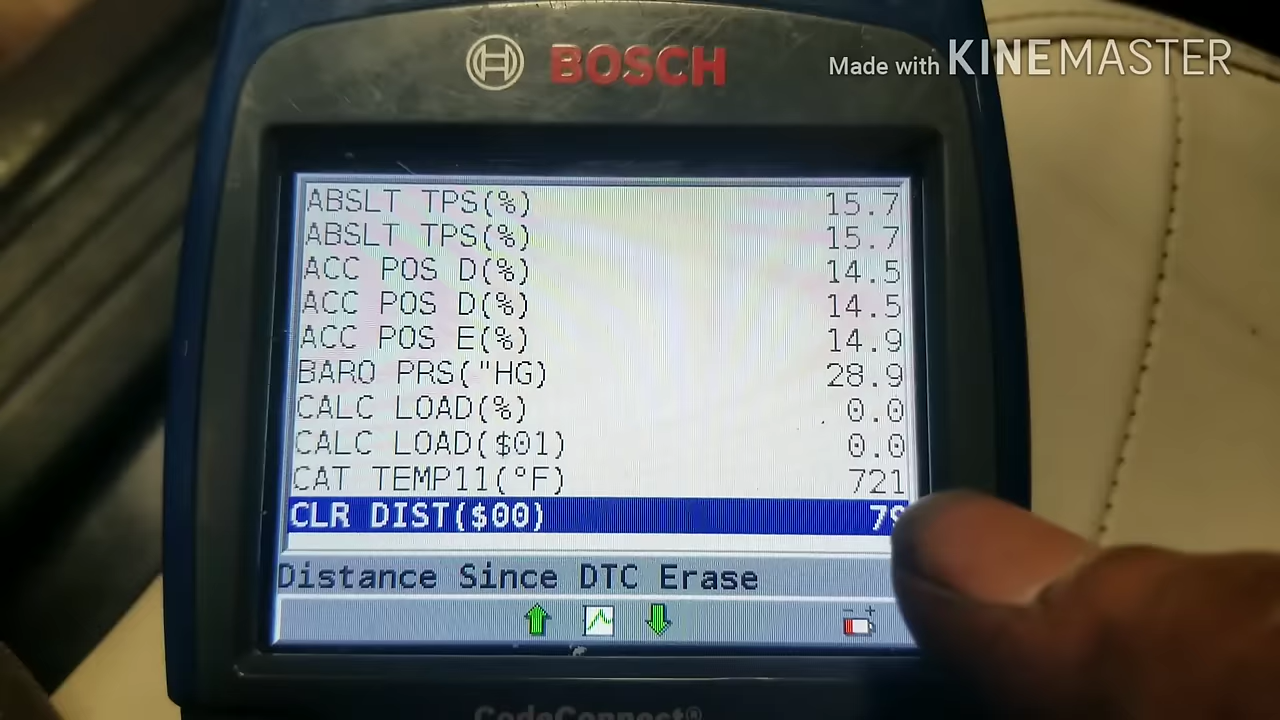 BOSCH
Made with KINEMASTER
ABSLT TPS(%) 15.7
ABSLT TPS(%) 15.7
ACC POS D(%) 14.5
ACC POS D(%) 14.5
ACC POS E(%) 14.9
BARO PRS("HG) 28.9
CALC LOAD(%) 0.0
CALC LOAD($01) 0.0
CAT TEMP11(°F) 721
CLR DIST($00)
Distance Since DTC Erase
CodeConnect®